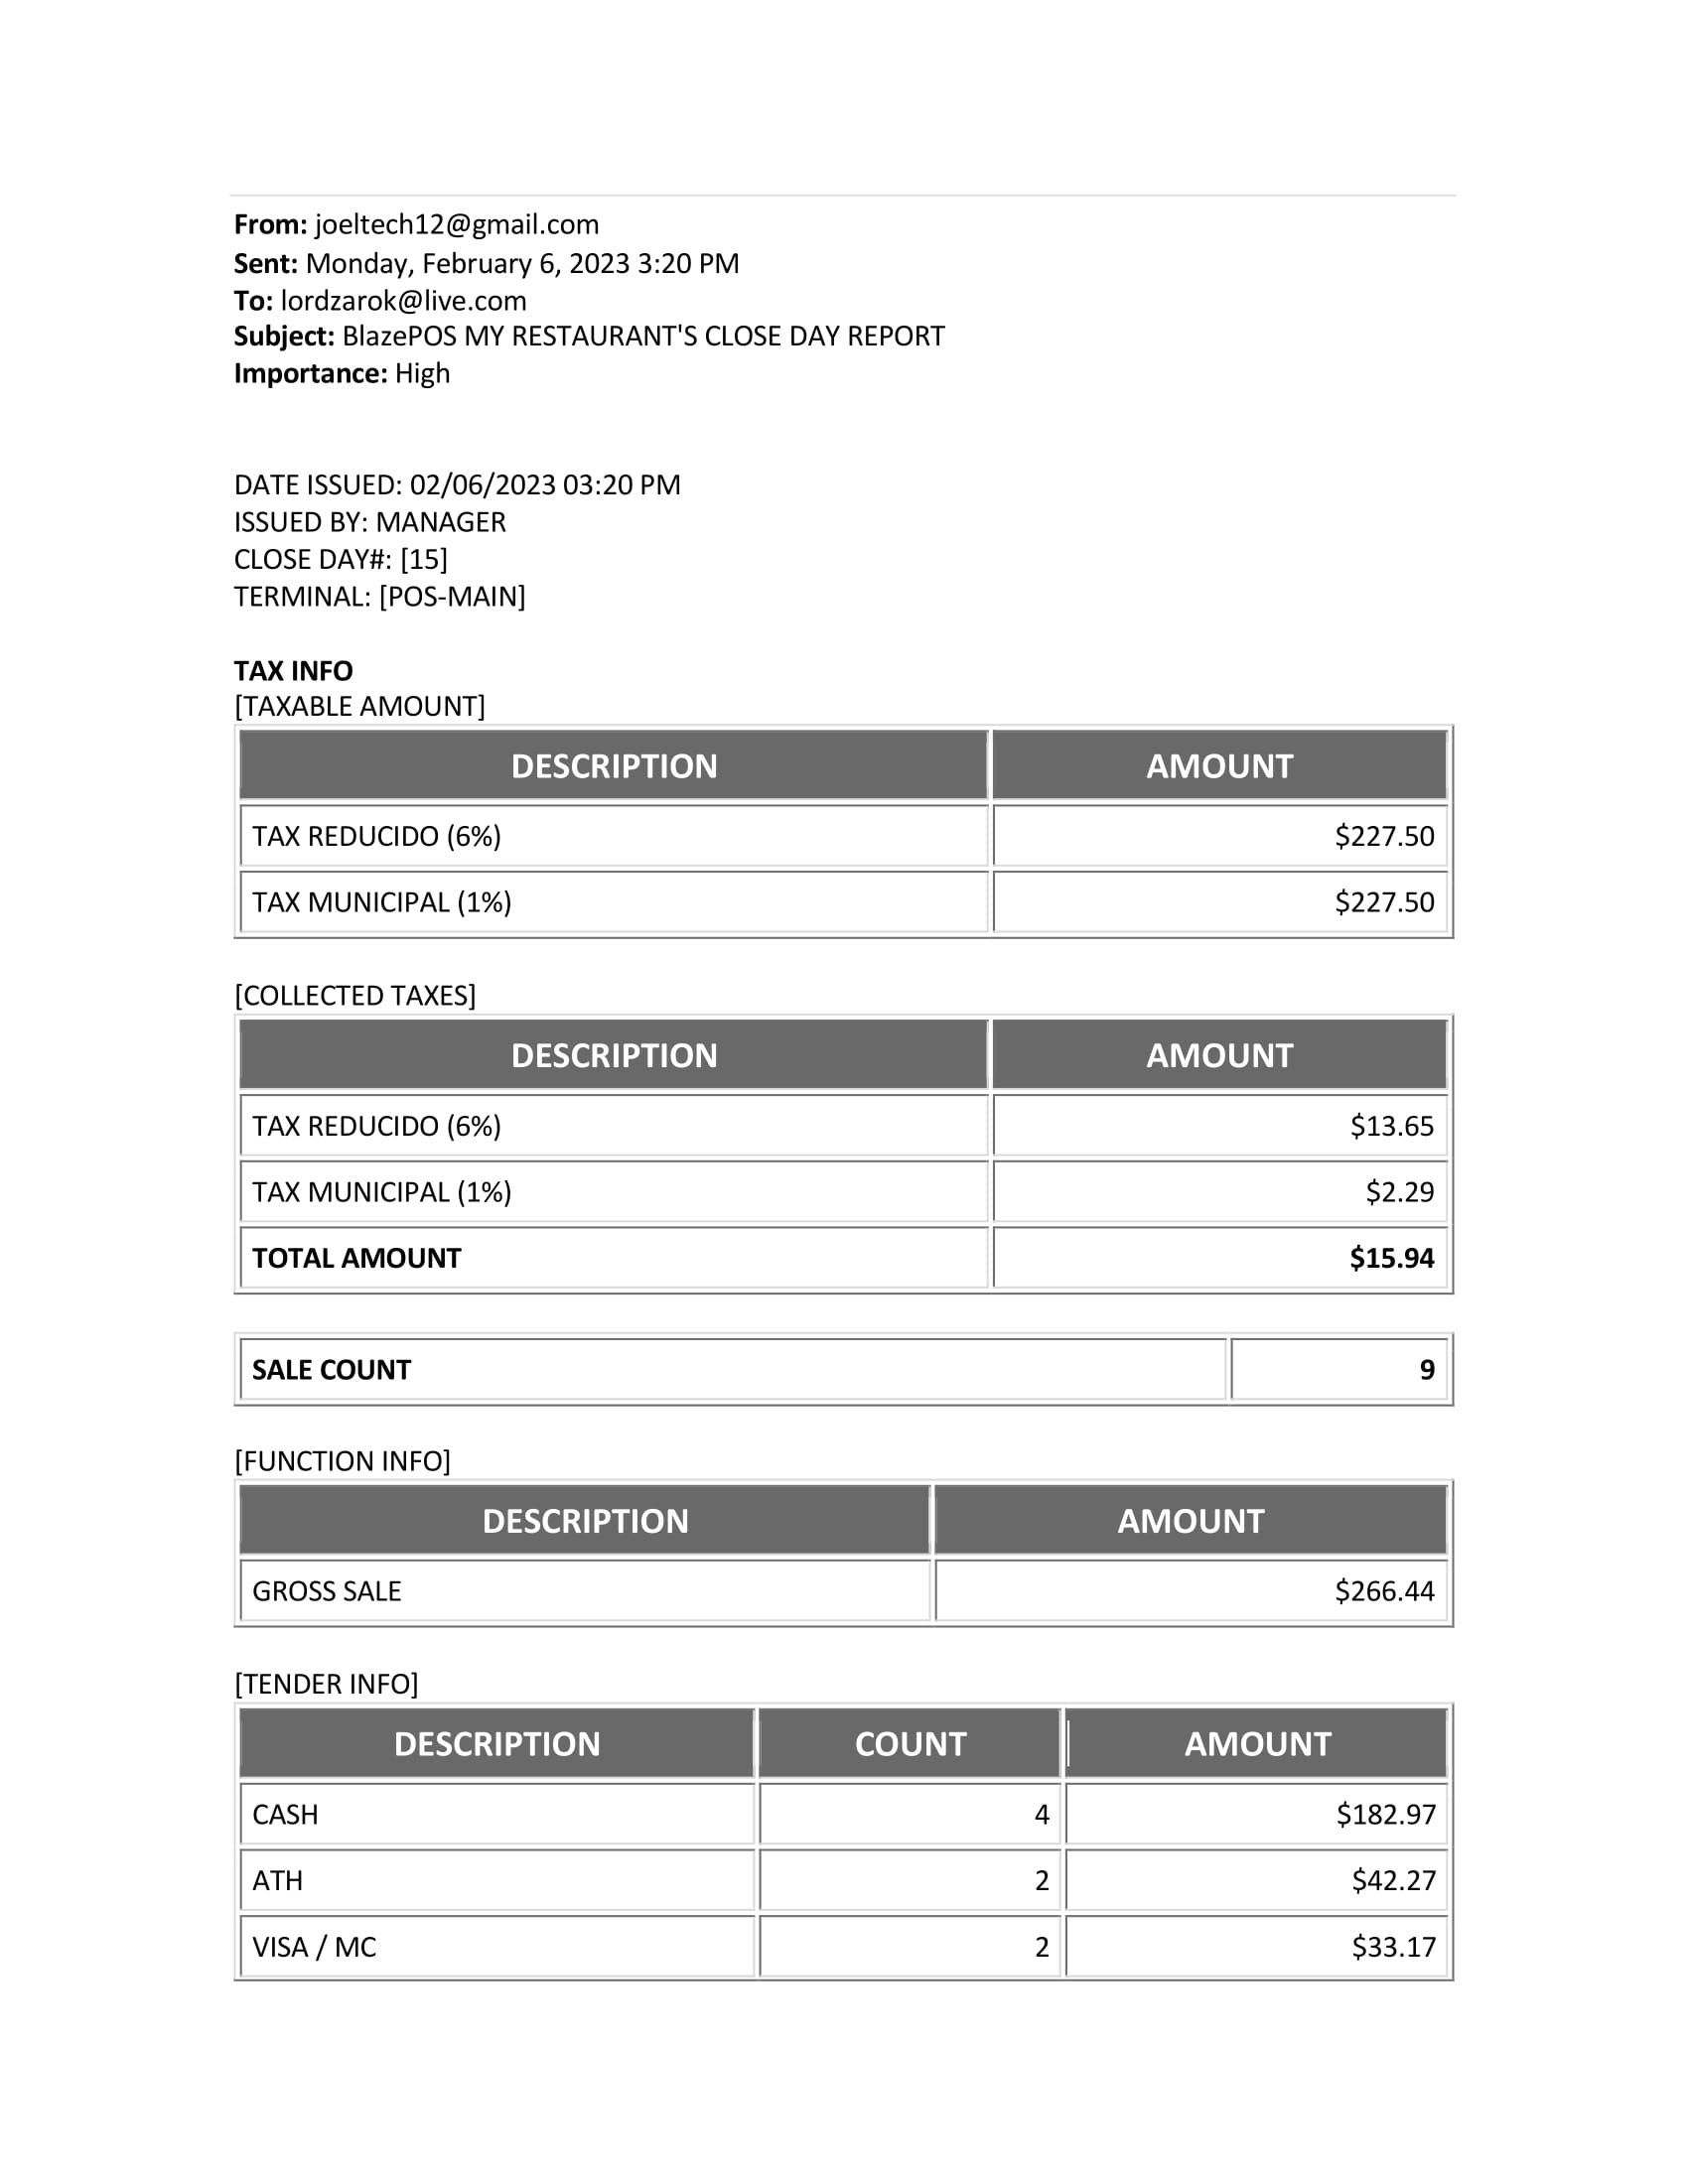 From: joeltech12@gmail.com
Sent: Monday, February 6, 2023 3:20 PM
To: lordzarok@live.com
Subject: BlazePOS MY RESTAURANT'S CLOSE DAY REPORT
Importance: High
DATE ISSUED: 02/06/2023 03:20 PM
ISSUED BY: MANAGER
CLOSE DAY#: [15]
TERMINAL: [POS-MAIN]
TAX INFO
[TAXABLE AMOUNT]
DESCRIPTION AMOUNT
TAX REDUCIDO (6%) $227.50
TAX MUNICIPAL (1%) $227.50
[COLLECTED TAXES]
DESCRIPTION AMOUNT
TAX REDUCIDO (6%) $13.65
TAX MUNICIPAL (1%) $2.29
TOTAL AMOUNT $15.94
SALE COUNT 9
[FUNCTION INFO]
DESCRIPTION AMOUNT
GROSS SALE $266.44
[TENDER INFO]
DESCRIPTION COUNT AMOUNT
CASH 4 $182.97
ATH 2 $42.27
VISA / MC 2 $33.17